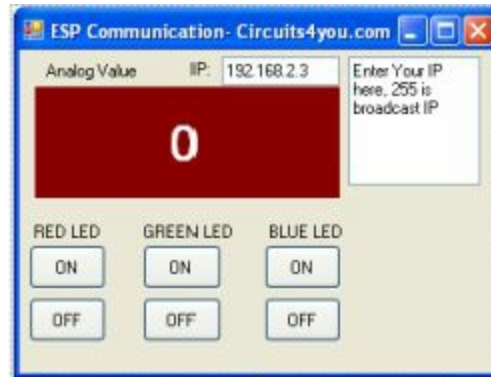 ESP Communication- Circuits4you.com
Analog Value IIP: 192.168.2.3
Enter Your IP
here, 255 is
broadcast IP
0
RED LED GREEN LED BLUE LED
ON ON ON
OFF OFF OFF